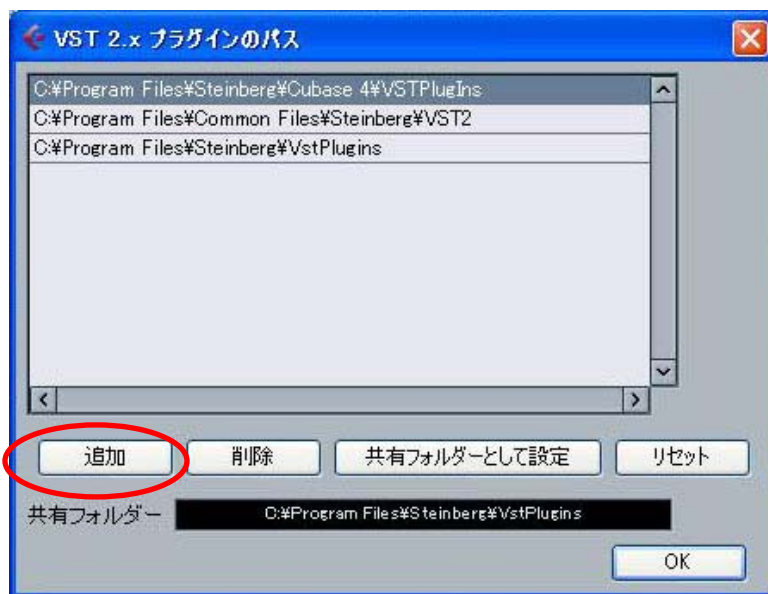 VST 2.x プラグインのパス
C:¥Program Files¥Steinberg¥Cubase 4¥VSTPlugIns
C:¥Program Files¥Common Files¥Steinberg¥VST2
C:¥Program Files¥Steinberg¥VstPlugins
追加 削除 共有フォルダーとして設定 リセット
共有フォルダー C:¥Program Files¥Steinberg¥VstPlugins
OK